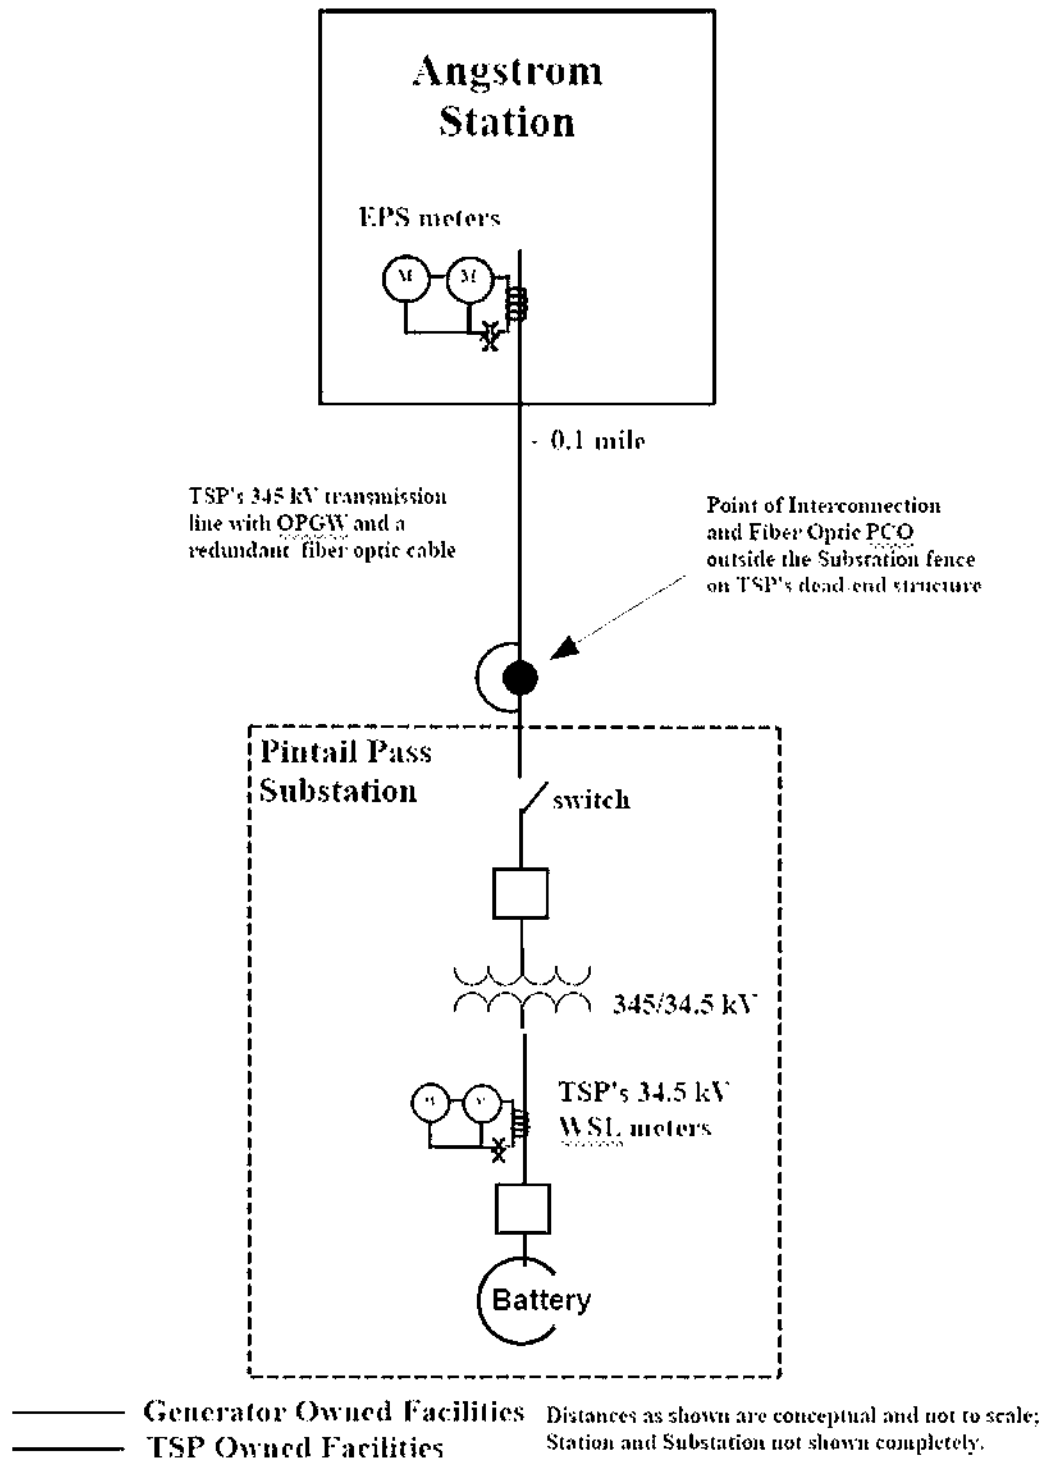 Angstrom
Station
EPS meters
M M
- 0.1 mile
TSP's 345 kV transmission
line with OPGW and a
redundant fiber optic cable
Point of Interconnection
and Fiber Optic PCO
outside the Substation fence
on TSP's dead-end structure
Pintail Pass
Substation
switch
345/34.5 kV
TSP's 34.5 kV
WSL meters
Battery
Generator Owned Facilities
TSP Owned Facilities
Distances as shown are conceptual and not to scale;
Station and Substation not shown completely.